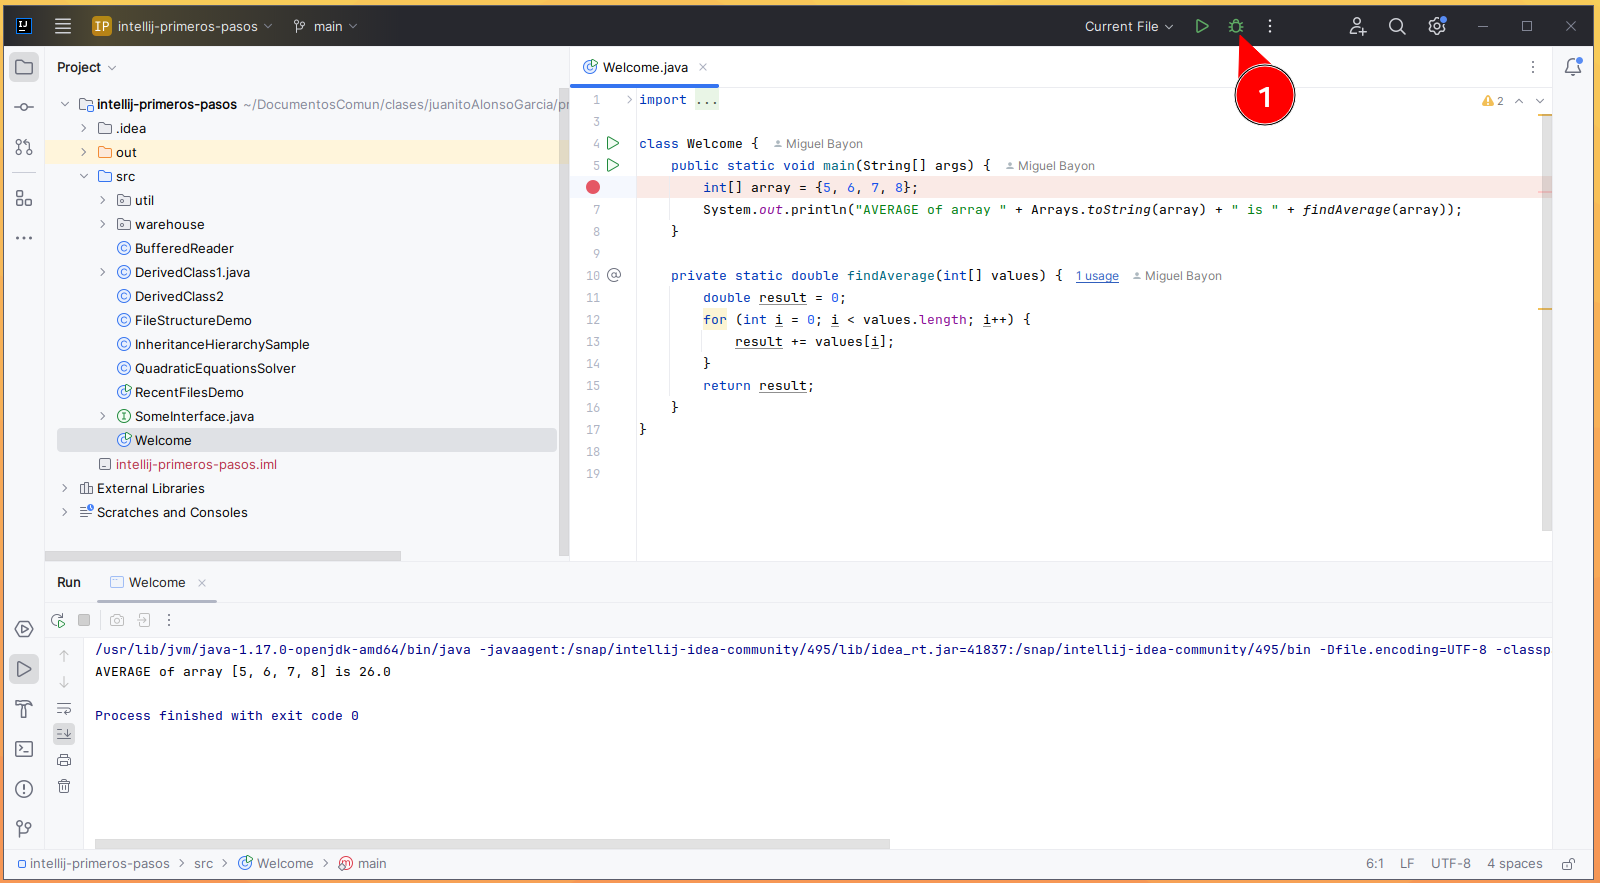 IJ IP intellij-primeros-pasos main Current File
1
Project
Welcome.java
intellij-primeros-pasos ~/DocumentosComun/clases/juanitoAlonsoGarcia/pr
.idea
out
src
util
warehouse
BufferedReader
DerivedClass1.java
DerivedClass2
FileStructureDemo
InheritanceHierarchySample
QuadraticEquationsSolver
RecentFilesDemo
SomeInterface.java
Welcome
intellij-primeros-pasos.iml
External Libraries
Scratches and Consoles
1 import ... 2
3
4 class Welcome { Miguel Bayon
5 public static void main(String[] args) { Miguel Bayon
int[] array = {5, 6, 7, 8};
7 System.out.println("AVERAGE of array " + Arrays.toString(array) + " is " + findAverage(array));
8 }
9
10 @ private static double findAverage(int[] values) { 1 usage Miguel Bayon
11 double result = 0;
12 for (int i = 0; i < values.length; i++) {
13 result += values[i];
14 }
15 return result;
16 }
17 }
18
19
Run Welcome
/usr/lib/jvm/java-1.17.0-openjdk-amd64/bin/java -javaagent:/snap/intellij-idea-community/495/lib/idea_rt.jar=41837:/snap/intellij-idea-community/495/bin -Dfile.encoding=UTF-8 -classp
AVERAGE of array [5, 6, 7, 8] is 26.0
Process finished with exit code 0
intellij-primeros-pasos > src > Welcome > main 6:1 LF UTF-8 4 spaces